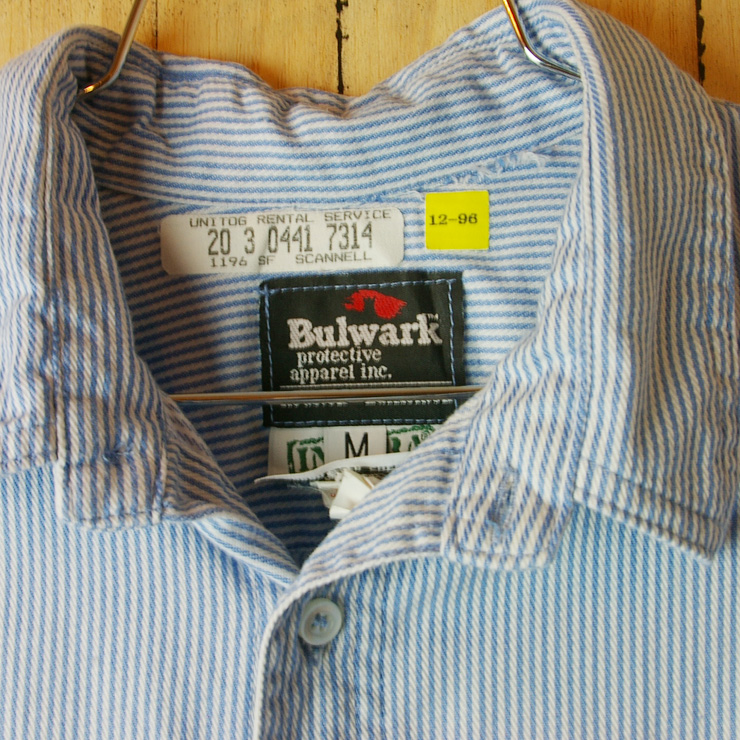 UNITOG RENTAL SERVICE
20 3 0441 7314
1196 SF SCANNELL
12-96
Bulwark
protective
apparel inc.
M